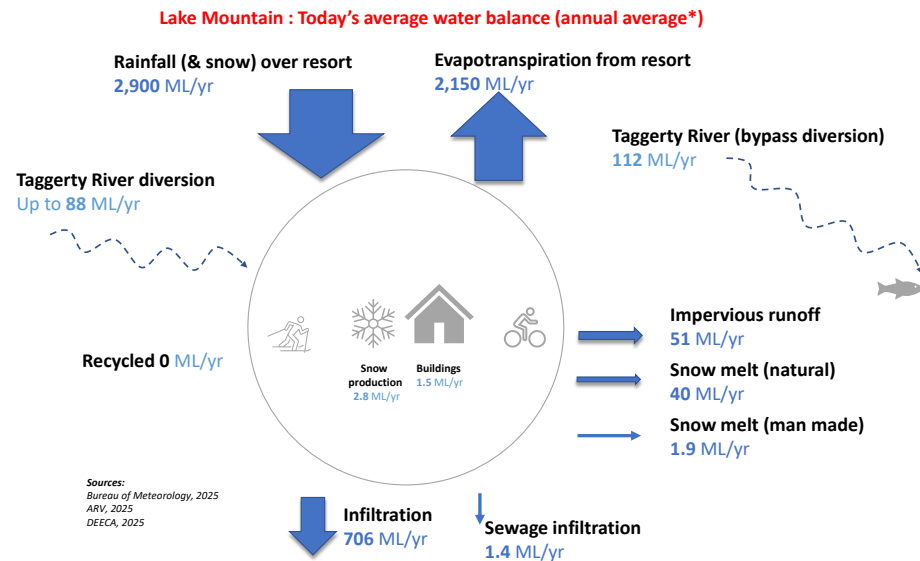 Lake Mountain : Today's average water balance (annual average*)
Rainfall (& snow) over resort
2,900 ML/yr
Evapotranspiration from resort
2,150 ML/yr
Taggerty River (bypass diversion)
112 ML/yr
Taggerty River diversion
Up to 88 ML/yr
Recycled 0 ML/yr
Snow
production
2.8 ML/yr
Buildings
1.5 ML/yr
Impervious runoff
51 ML/yr
Snow melt (natural)
40 ML/yr
Snow melt (man made)
1.9 ML/yr
Sources:
Bureau of Meteorology, 2025
ARV, 2025
DEECA, 2025
Infiltration
706 ML/yr
Sewage infiltration
1.4 ML/yr